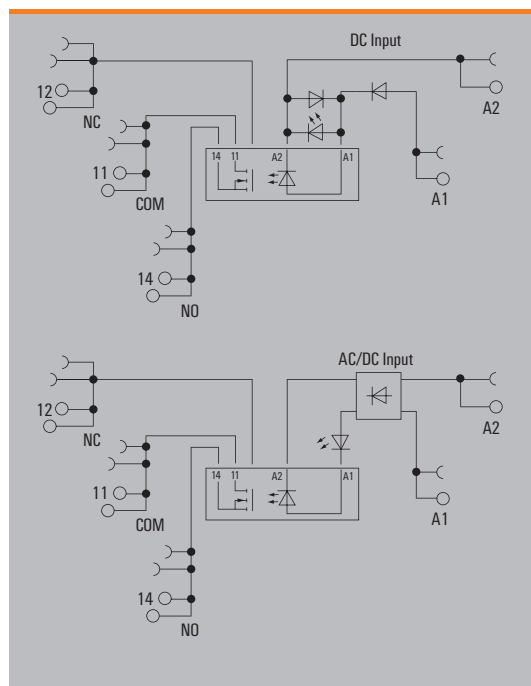 DC Input
12
NC
A2
11
COM
14 11 A2 A1
A1
14
NO
AC/DC Input
12
NC
A2
11
COM
14 11 A2 A1
A1
14
NO